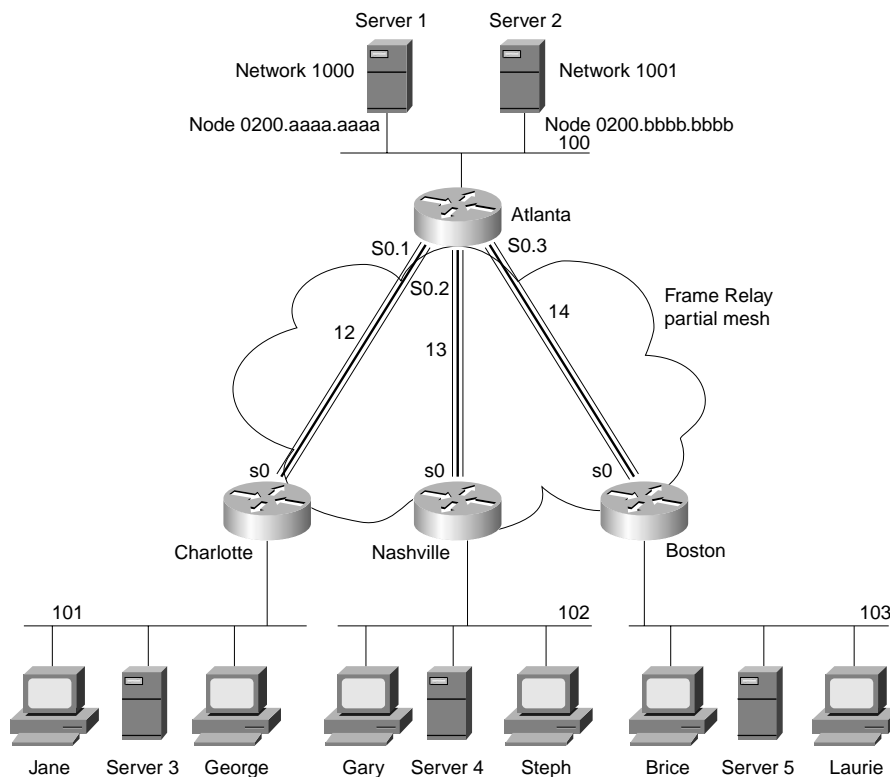 Server 1
Server 2
Network 1000
Network 1001
Node 0200.aaaa.aaaa
Node 0200.bbbb.bbbb
100
Atlanta
S0.1
S0.3
S0.2
Frame Relay
partial mesh
12
13
14
s0
s0
s0
Charlotte
Nashville
Boston
101
102
103
Jane
Server 3
George
Gary
Server 4
Steph
Brice
Server 5
Laurie